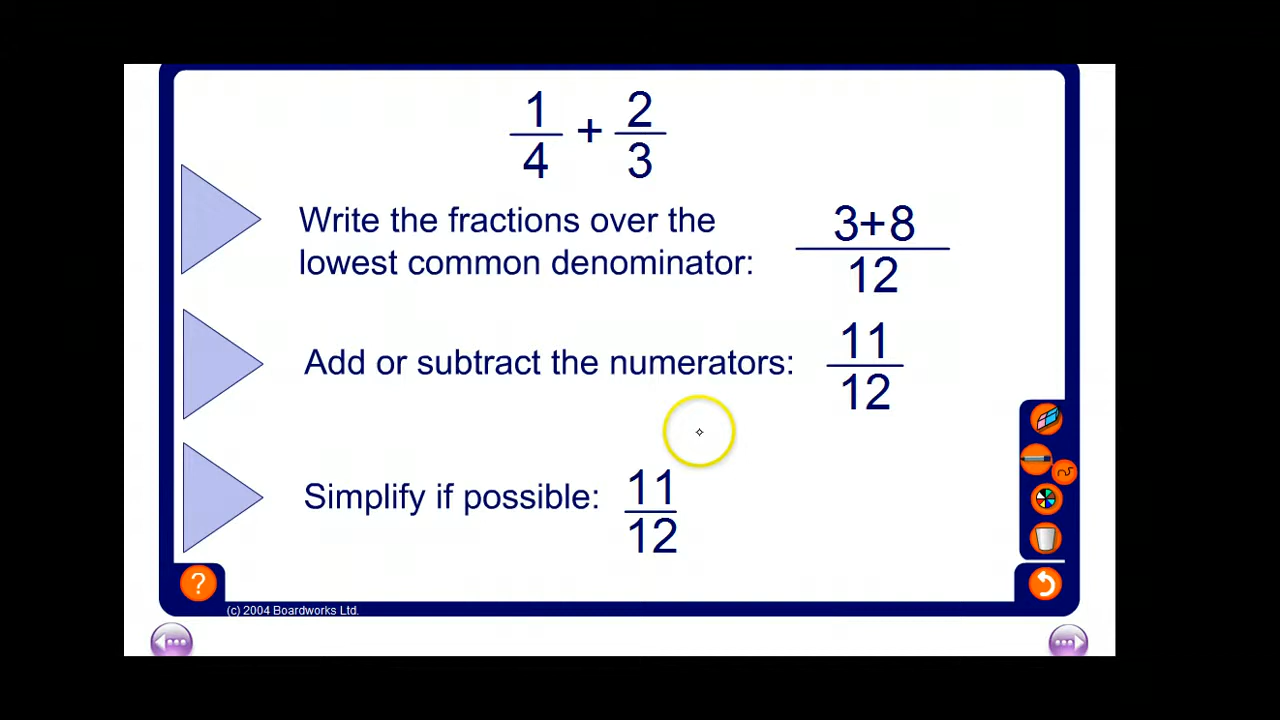 1/4 + 2/3
Write the fractions over the
lowest common denominator:
3+8/12
Add or subtract the numerators:
11/12
Simplify if possible:
11/12
?
(c) 2004 Boardworks Ltd.